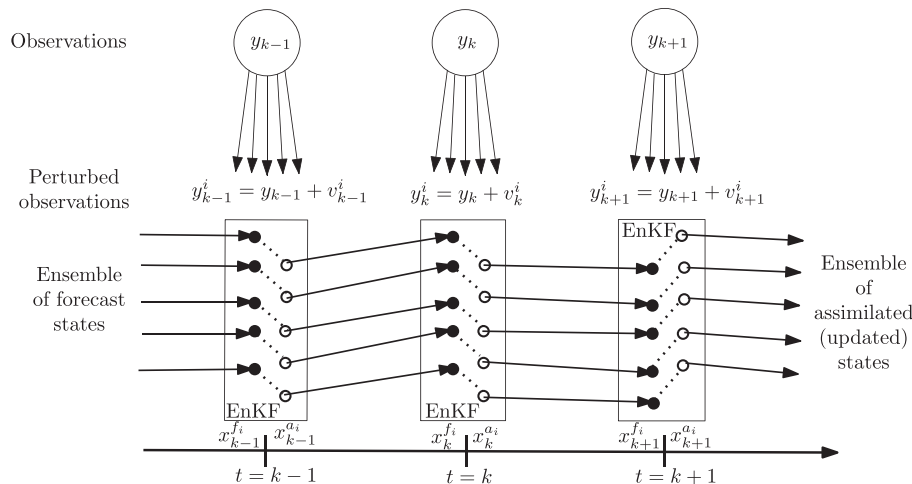 Observations
y_{k−1}
y_k
y_{k+1}
Perturbed
observations
y^i_{k−1} = y_{k−1} + v^i_{k−1}
y^i_k = y_k + v^i_k
y^i_{k+1} = y_{k+1} + v^i_{k+1}
EnKF
Ensemble
of forecast
states
Ensemble
of
assimilated
(updated)
states
EnKF
EnKF
x^{f_i}_{k−1} x^{a_i}_{k−1}
x^{f_i}_k x^{a_i}_k
x^{f_i}_{k+1} x^{a_i}_{k+1}
t = k − 1
t = k
t = k + 1